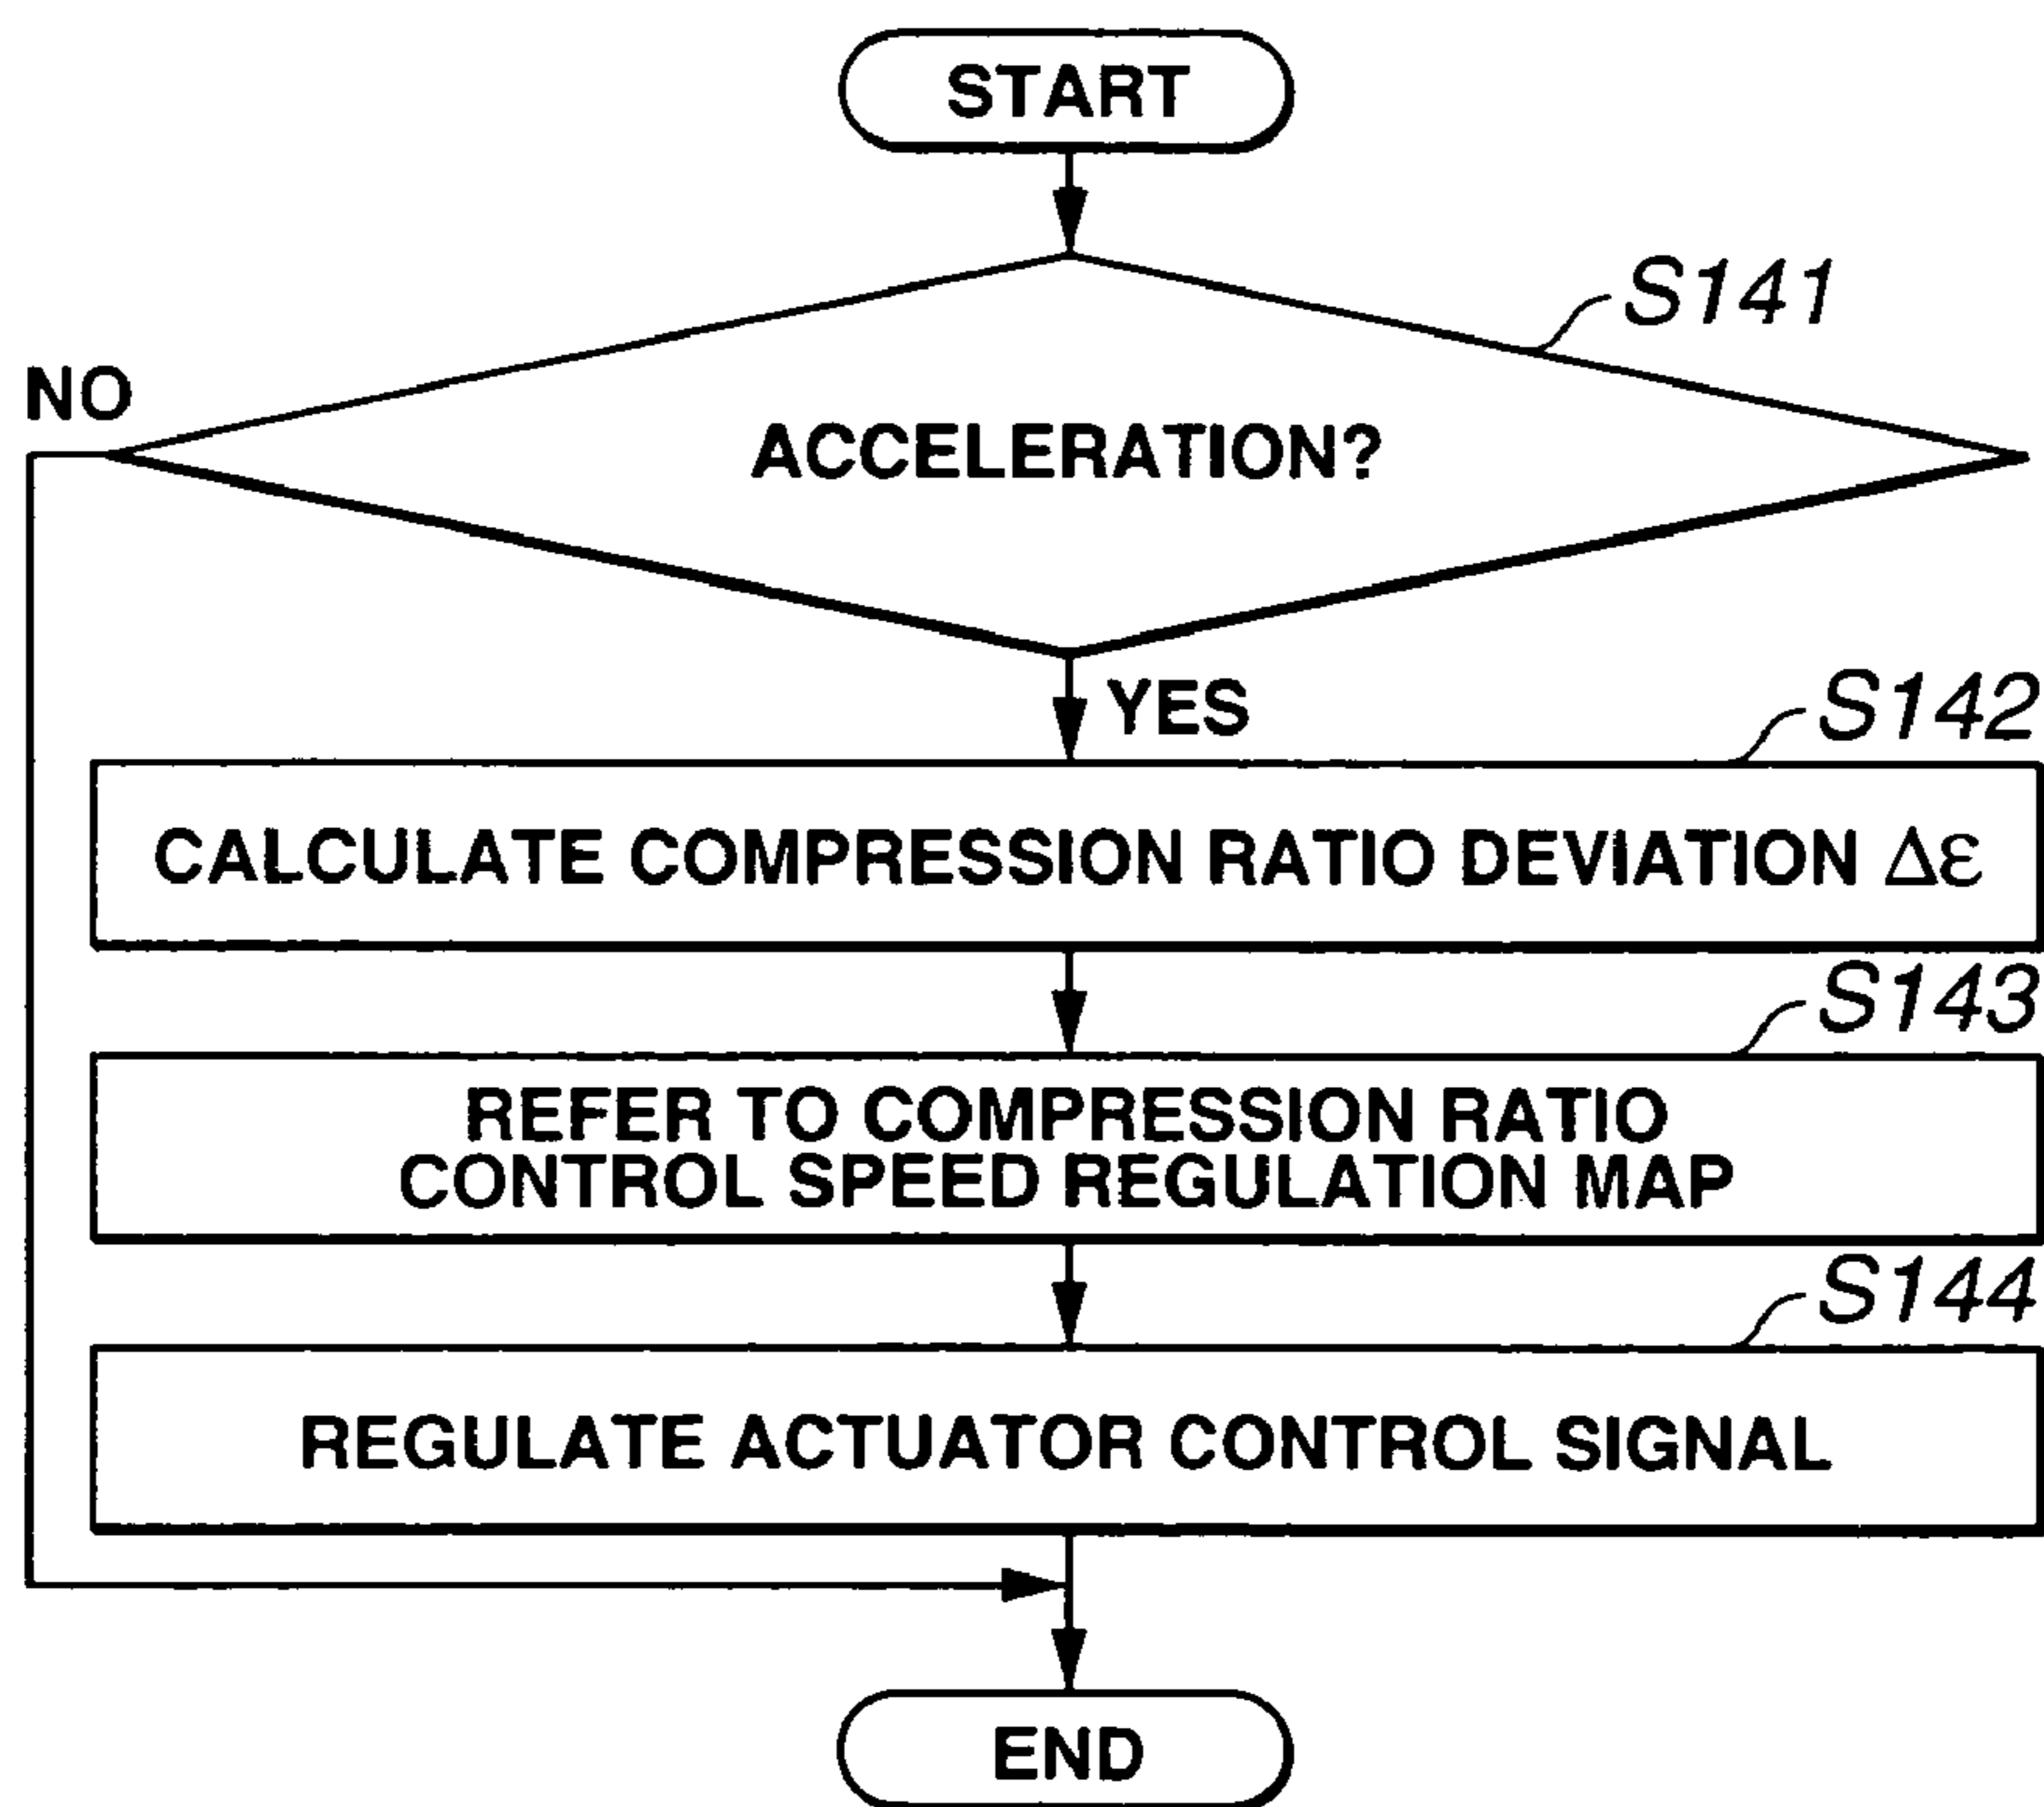 START
S141
NO
ACCELERATION?
YES
S142
CALCULATE COMPRESSION RATIO DEVIATION Δε
S143
REFER TO COMPRESSION RATIO
CONTROL SPEED REGULATION MAP
S144
REGULATE ACTUATOR CONTROL SIGNAL
END